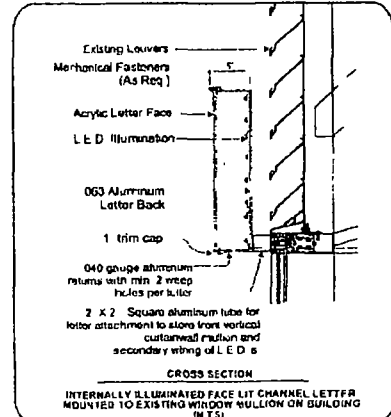 Existing Louvers
Mechanical Fasteners
(As Req )
5"
Acrylic Letter Face
L E D Illumination
063 Aluminum
Letter Back
1 trim cap
040 gauge aluminum
returns with min 2 weep
holes per letter
2 X 2 Square aluminum tube for
letter attachment to store front vertical
curtainwall mullion and
secondary wiring of L E D s
CROSS SECTION
INTERNALLY ILLUMINATED FACE LIT CHANNEL LETTER
MOUNTED TO EXISTING WINDOW MULLION ON BUILDING
(N T S)